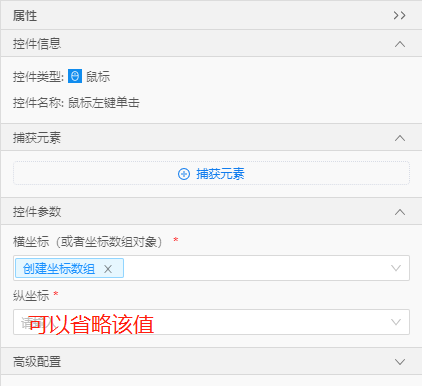 属性
控件信息
控件类型: 鼠标
控件名称: 鼠标左键单击
捕获元素
捕获元素
控件参数
横坐标（或者坐标数组对象） *
创建坐标数组 ×
纵坐标 *
可以省略该值
高级配置